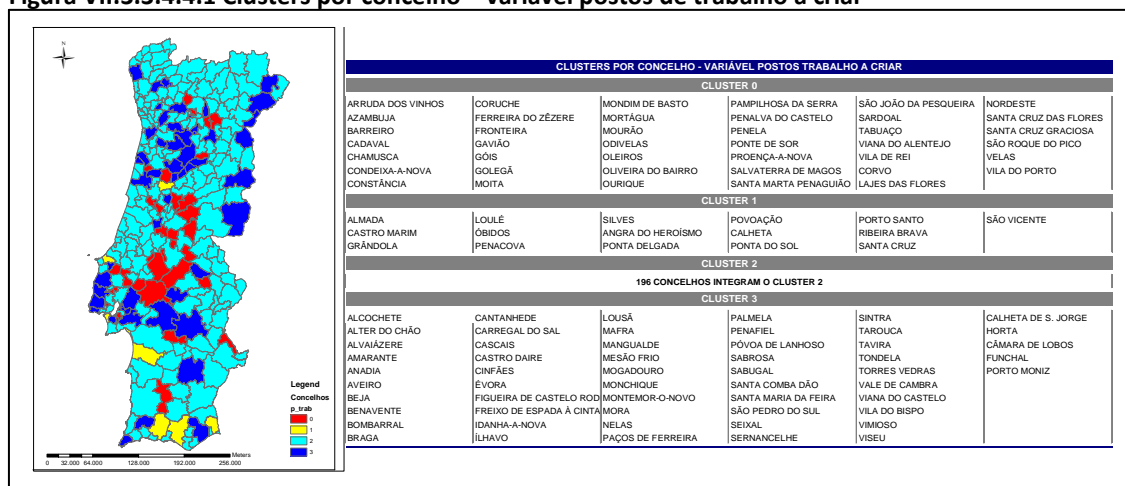 Figura VII.3.3.4.4.1 Clusters por concelho – variável postos de trabalho a criar
N
CLUSTERS POR CONCELHO - VARIÁVEL POSTOS TRABALHO A CRIAR
CLUSTER 0
ARRUDA DOS VINHOS CORUCHE MONDIM DE BASTO PAMPILHOSA DA SERRA SÃO JOÃO DA PESQUEIRA NORDESTE
AZAMBUJA FERREIRA DO ZÊZERE MORTÁGUA PENALVA DO CASTELO SARDOAL SANTA CRUZ DAS FLORES
BARREIRO FRONTEIRA MOURÃO PENELA TABUAÇO SANTA CRUZ GRACIOSA
CADAVAL GAVIÃO ODIVELAS PONTE DE SOR VIANA DO ALENTEJO SÃO ROQUE DO PICO
CHAMUSCA GÓIS OLEIROS PROENÇA-A-NOVA VILA DE REI VELAS
CONDEIXA-A-NOVA GOLEGÃ OLIVEIRA DO BAIRRO SALVATERRA DE MAGOS CORVO VILA DO PORTO
CONSTÂNCIA MOITA OURIQUE SANTA MARTA PENAGUIÃO LAJES DAS FLORES
CLUSTER 1
ALMADA LOULÉ SILVES POVOAÇÃO PORTO SANTO SÃO VICENTE
CASTRO MARIM ÓBIDOS ANGRA DO HEROÍSMO CALHETA RIBEIRA BRAVA
GRÂNDOLA PENACOVA PONTA DELGADA PONTA DO SOL SANTA CRUZ
CLUSTER 2
196 CONCELHOS INTEGRAM O CLUSTER 2
CLUSTER 3
ALCOCHETE CANTANHEDE LOUSÃ PALMELA SINTRA CALHETA DE S. JORGE
ALTER DO CHÃO CARREGAL DO SAL MAFRA PENAFIEL TAROUCA HORTA
ALVAIÁZERE CASCAIS MANGUALDE PÓVOA DE LANHOSO TAVIRA CÂMARA DE LOBOS
AMARANTE CASTRO DAIRE MESÃO FRIO SABROSA TONDELA FUNCHAL
ANADIA CINFÃES MOGADOURO SABUGAL TORRES VEDRAS PORTO MONIZ
AVEIRO ÉVORA MONCHIQUE SANTA COMBA DÃO VALE DE CAMBRA
BEJA FIGUEIRA DE CASTELO ROD MONTEMOR-O-NOVO SANTA MARIA DA FEIRA VIANA DO CASTELO
BENAVENTE FREIXO DE ESPADA À CINTA MORA SÃO PEDRO DO SUL VILA DO BISPO
BOMBARRAL IDANHA-A-NOVA NELAS SEIXAL VIMIOSO
BRAGA ÍLHAVO PAÇOS DE FERREIRA SERNANCELHE VISEU
Legend
Concelhos
p_trab
0
1
2
3
Meters
0 32.000 64.000 128.000 192.000 256.000